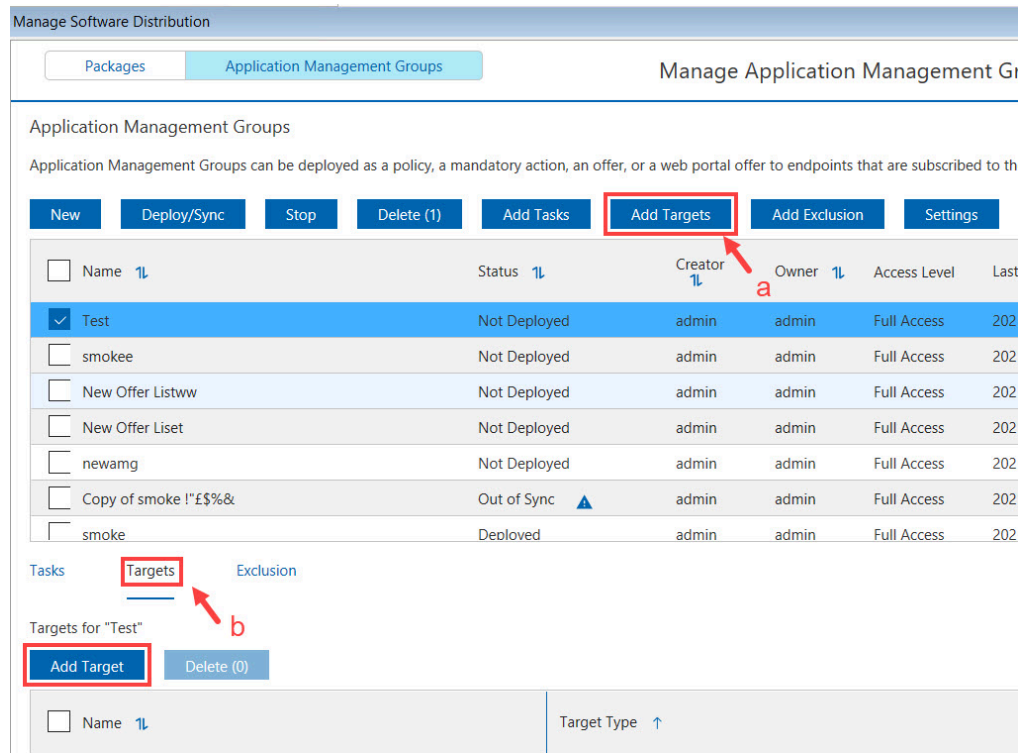 Manage Software Distribution
Packages Application Management Groups Manage Application Management Gr
Application Management Groups
Application Management Groups can be deployed as a policy, a mandatory action, an offer, or a web portal offer to endpoints that are subscribed to th
New Deploy/Sync Stop Delete (1) Add Tasks Add Targets Add Exclusion Settings
Name Status Creator Owner Access Level Last
a
Test Not Deployed admin admin Full Access 202
smokee Not Deployed admin admin Full Access 202
New Offer Listww Not Deployed admin admin Full Access 202
New Offer Liset Not Deployed admin admin Full Access 202
newamg Not Deployed admin admin Full Access 202
Copy of smoke !"£$%& Out of Sync admin admin Full Access 202
smoke Deployed admin admin Full Access 202
Tasks Targets Exclusion
b
Targets for "Test"
Add Target Delete (0)
Name Target Type